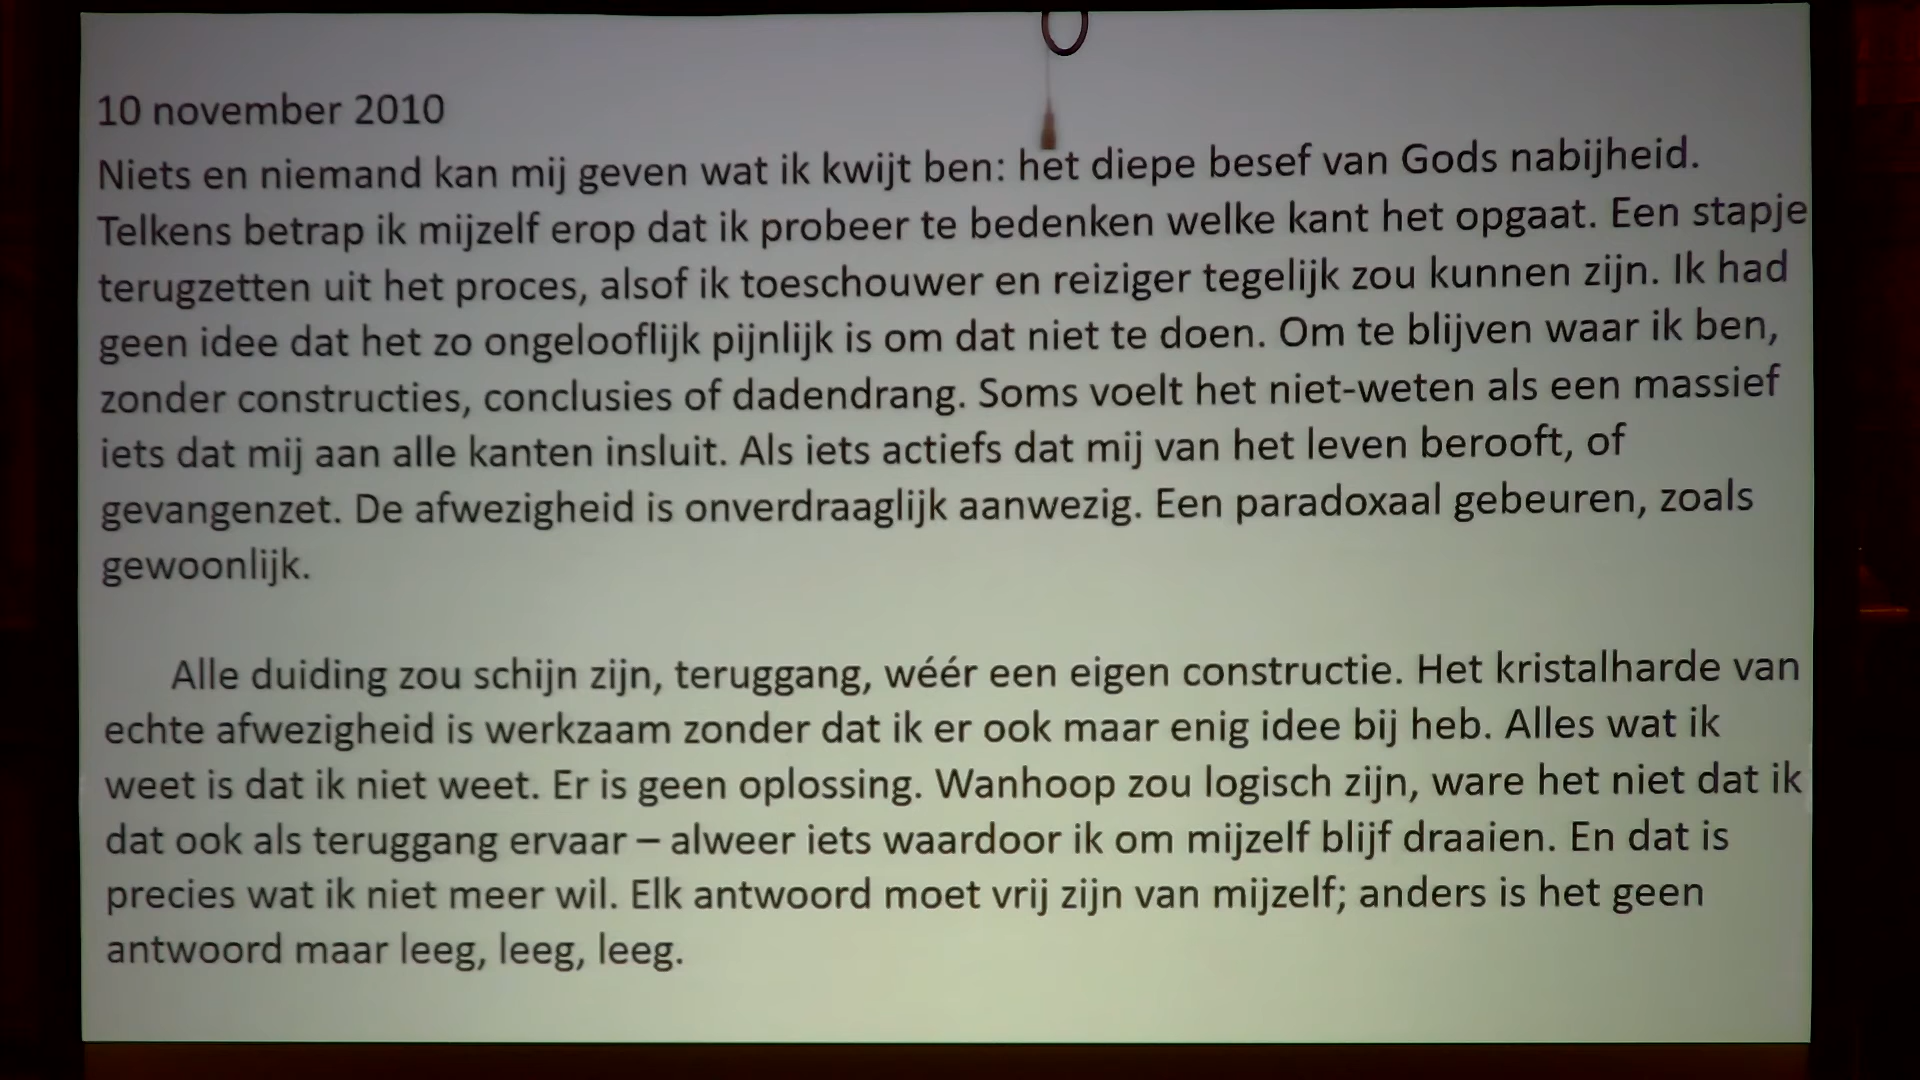 10 november 2010
Niets en niemand kan mij geven wat ik kwijt ben: het diepe besef van Gods nabijheid.
Telkens betrap ik mijzelf erop dat ik probeer te bedenken welke kant het opgaat. Een stapje
terugzetten uit het proces, alsof ik toeschouwer en reiziger tegelijk zou kunnen zijn. Ik had
geen idee dat het zo ongelooflijk pijnlijk is om dat niet te doen. Om te blijven waar ik ben,
zonder constructies, conclusies of dadendrang. Soms voelt het niet-weten als een massief
iets dat mij aan alle kanten insluit. Als iets actiefs dat mij van het leven berooft, of
gevangenzet. De afwezigheid is onverdraaglijk aanwezig. Een paradoxaal gebeuren, zoals
gewoonlijk.
Alle duiding zou schijn zijn, teruggang, wéér een eigen constructie. Het kristalharde van
echte afwezigheid is werkzaam zonder dat ik er ook maar enig idee bij heb. Alles wat ik
weet is dat ik niet weet. Er is geen oplossing. Wanhoop zou logisch zijn, ware het niet dat ik
dat ook als teruggang ervaar – alweer iets waardoor ik om mijzelf blijf draaien. En dat is
precies wat ik niet meer wil. Elk antwoord moet vrij zijn van mijzelf; anders is het geen
antwoord maar leeg, leeg, leeg.